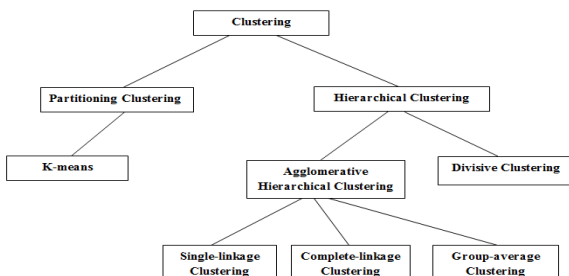 Clustering
Partitioning Clustering
Hierarchical Clustering
K-means
Agglomerative
Hierarchical Clustering
Divisive Clustering
Single-linkage
Clustering
Complete-linkage
Clustering
Group-average
Clustering